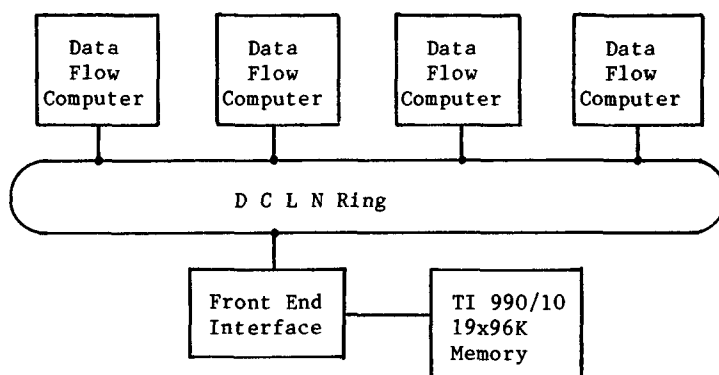 Data
Flow
Computer
Data
Flow
Computer
Data
Flow
Computer
Data
Flow
Computer
D C L N Ring
Front End
Interface
TI 990/10
19x96K
Memory